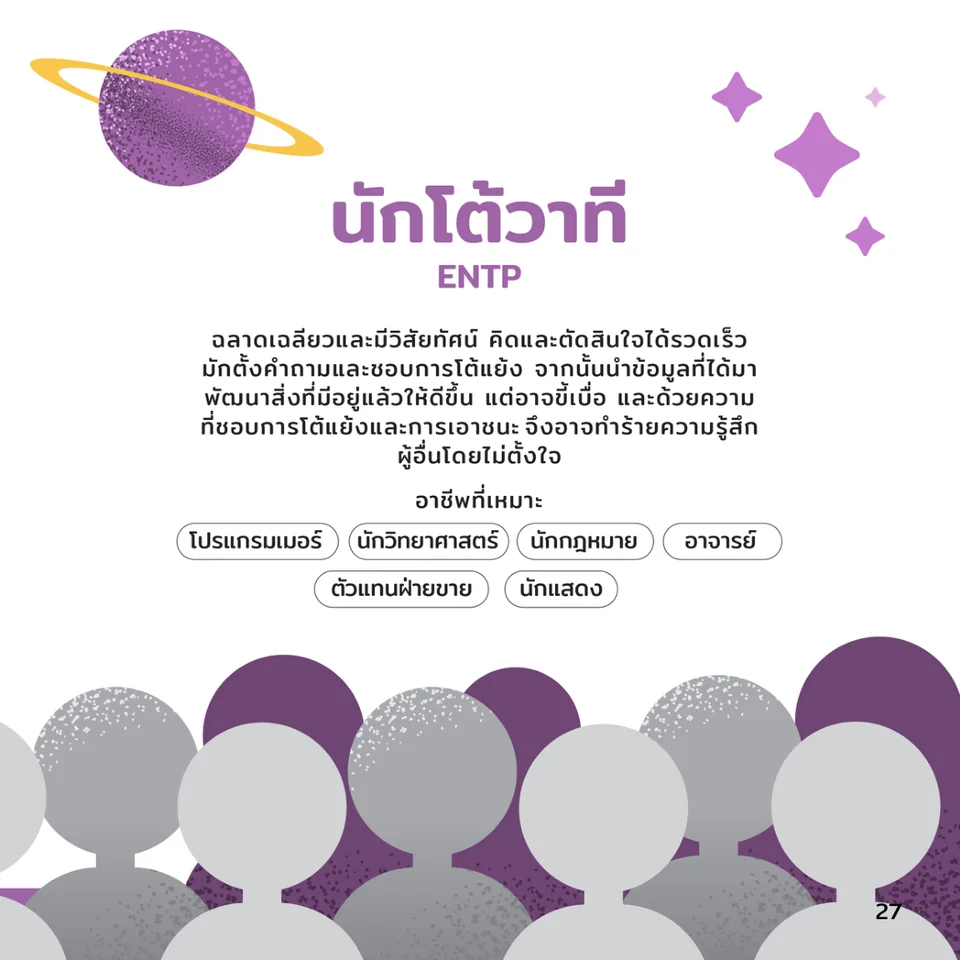 นักโต้วาที
ENTP
ฉลาดเฉลียวและมีวิสัยทัศน์ คิดและตัดสินใจได้รวดเร็ว
มักตั้งคำถามและชอบการโต้แย้ง จากนั้นนำข้อมูลที่ได้มา
พัฒนาสิ่งที่มีอยู่แล้วให้ดีขึ้น แต่อาจขี้เบื่อ และด้วยความ
ที่ชอบการโต้แย้งและการเอาชนะ จึงอาจทำร้ายความรู้สึก
ผู้อื่นโดยไม่ตั้งใจ
อาชีพที่เหมาะ
โปรแกรมเมอร์ นักวิทยาศาสตร์ นักกฎหมาย อาจารย์
ตัวแทนฝ่ายขาย นักแสดง
27